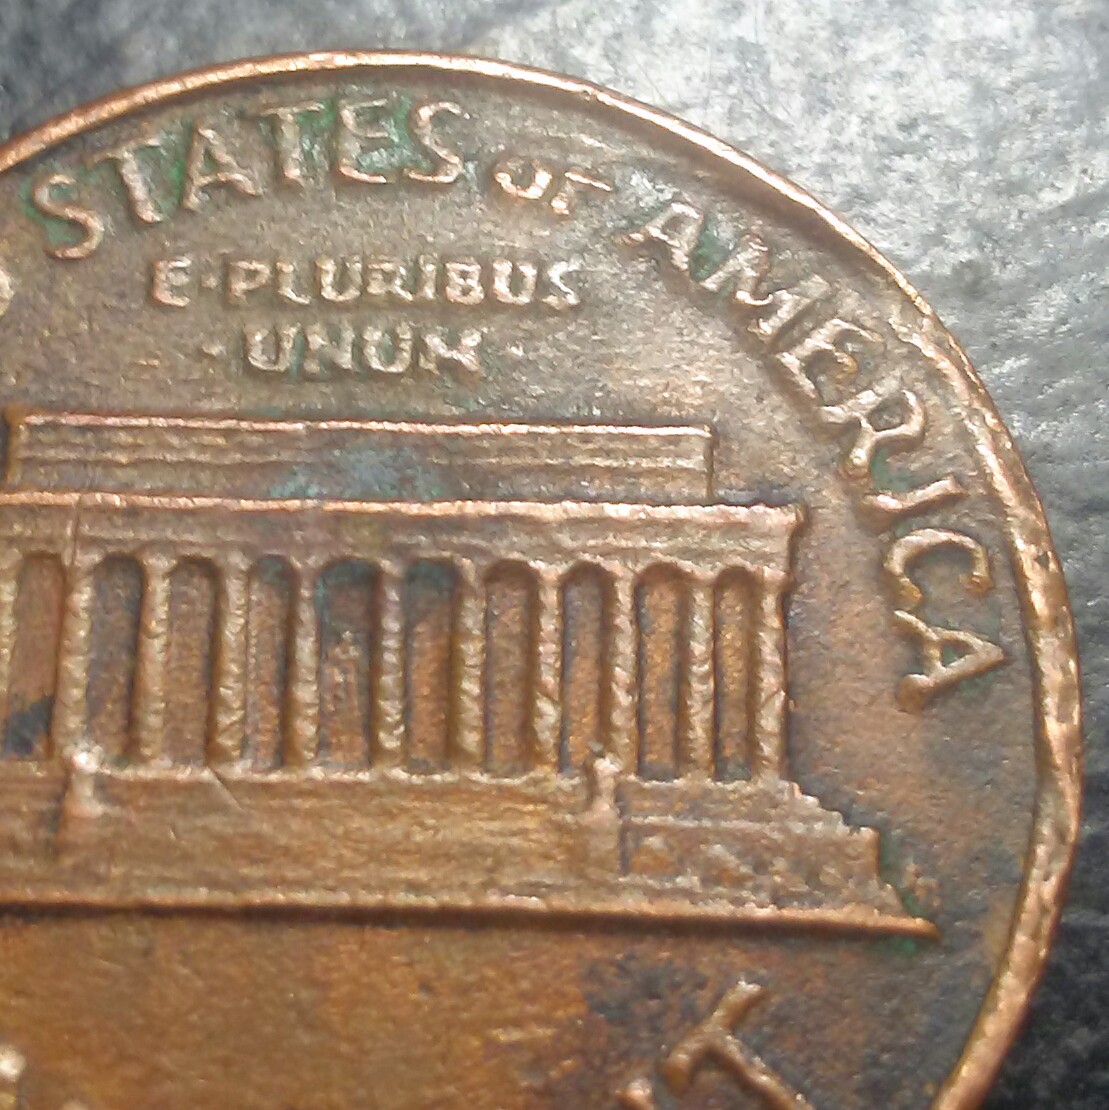 STATES OF AMERICA
E·PLURIBUS
·UNUM·
T